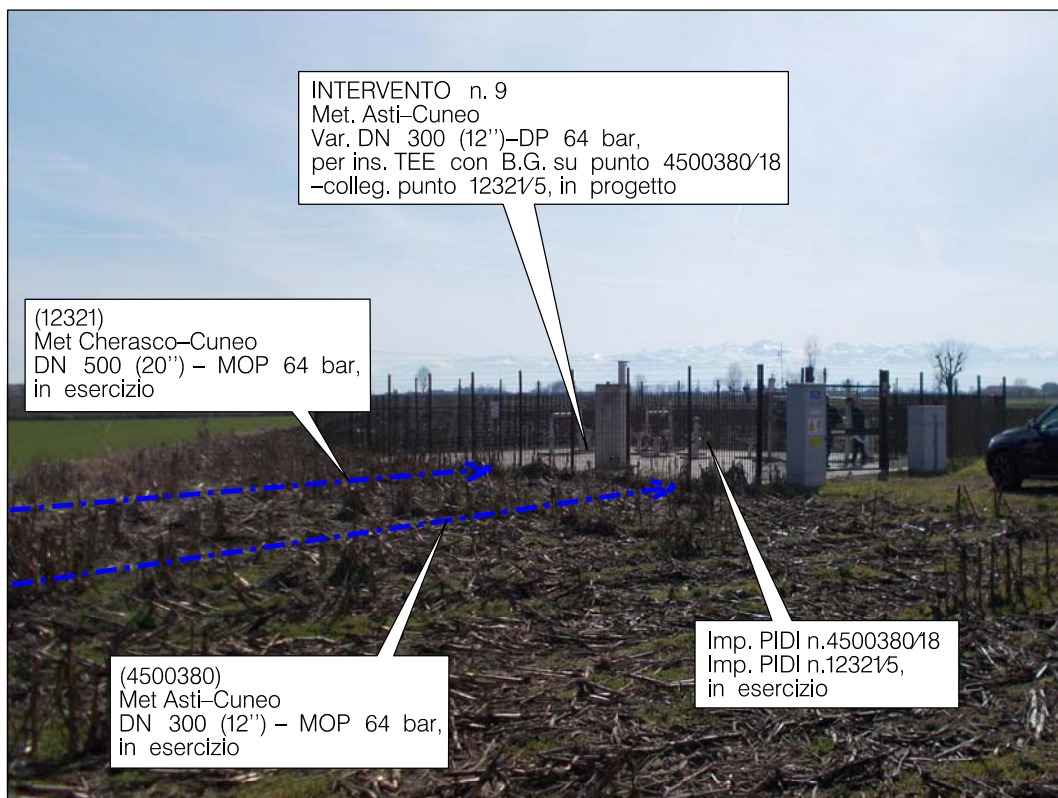 INTERVENTO n. 9
Met. Asti–Cuneo
Var. DN 300 (12'')–DP 64 bar,
per ins. TEE con B.G. su punto 4500380/18
–colleg. punto 12321/5, in progetto
(12321)
Met Cherasco–Cuneo
DN 500 (20'') – MOP 64 bar,
in esercizio
(4500380)
Met Asti–Cuneo
DN 300 (12'') – MOP 64 bar,
in esercizio
Imp. PIDI n.4500380/18
Imp. PIDI n.12321/5,
in esercizio